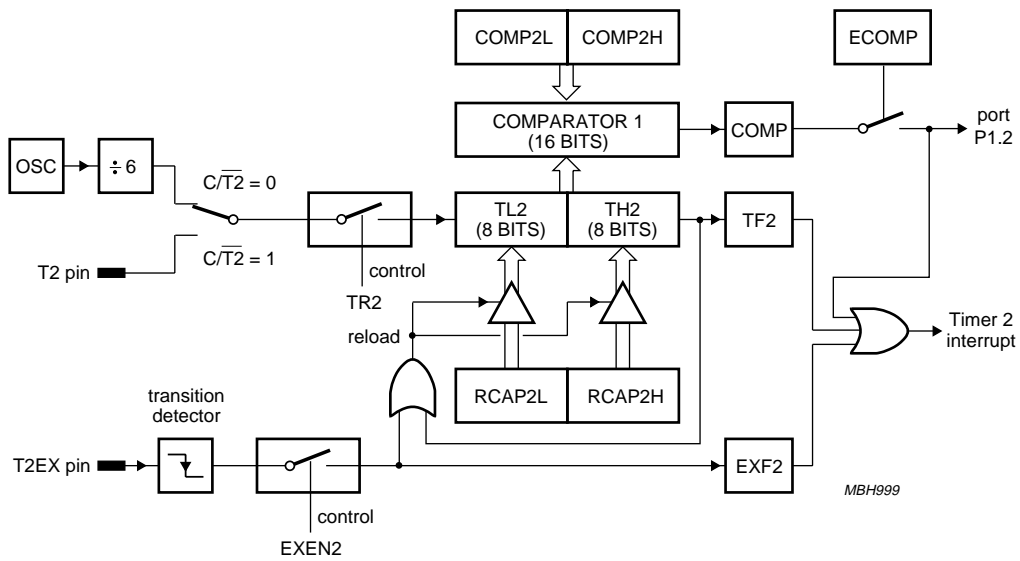 COMP2L COMP2H ECOMP
COMPARATOR 1
(16 BITS)
COMP
port
P1.2
OSC
÷ 6
C/T̅2̅ = 0
C/T̅2̅ = 1
T2 pin
control
TR2
TL2
(8 BITS)
TH2
(8 BITS)
TF2
reload
Timer 2
interrupt
RCAP2L RCAP2H
transition
detector
T2EX pin
control
EXEN2
EXF2
MBH999